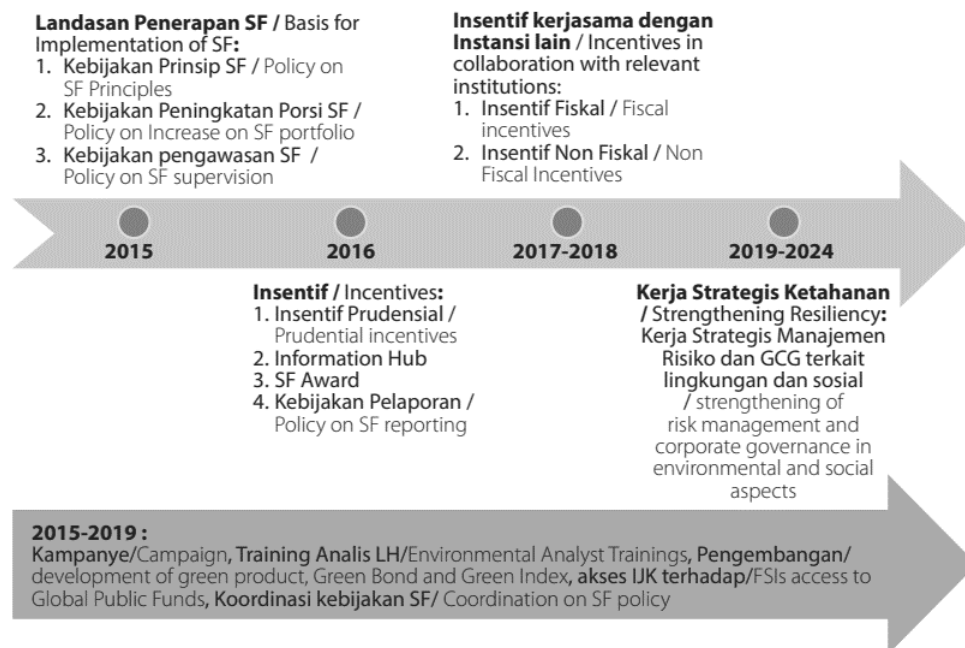 Landasan Penerapan SF / Basis for
Implementation of SF:
1. Kebijakan Prinsip SF / Policy on
SF Principles
2. Kebijakan Peningkatan Porsi SF /
Policy on Increase on SF portfolio
3. Kebijakan pengawasan SF /
Policy on SF supervision
Insentif kerjasama dengan
Instansi lain / Incentives in
collaboration with relevant
institutions:
1. Insentif Fiskal / Fiscal
incentives
2. Insentif Non Fiskal / Non
Fiscal Incentives
2015
2016
2017-2018
2019-2024
Insentif / Incentives:
1. Insentif Prudensial /
Prudential incentives
2. Information Hub
3. SF Award
4. Kebijakan Pelaporan /
Policy on SF reporting
Kerja Strategis Ketahanan
/ Strengthening Resiliency:
Kerja Strategis Manajemen
Risiko dan GCG terkait
lingkungan dan sosial
/ strengthening of
risk management and
corporate governance in
environmental and social
aspects
2015-2019 :
Kampanye/Campaign, Training Analis LH/Environmental Analyst Trainings, Pengembangan/
development of green product, Green Bond and Green Index, akses IJK terhadap/FSIs access to
Global Public Funds, Koordinasi kebijakan SF/ Coordination on SF policy